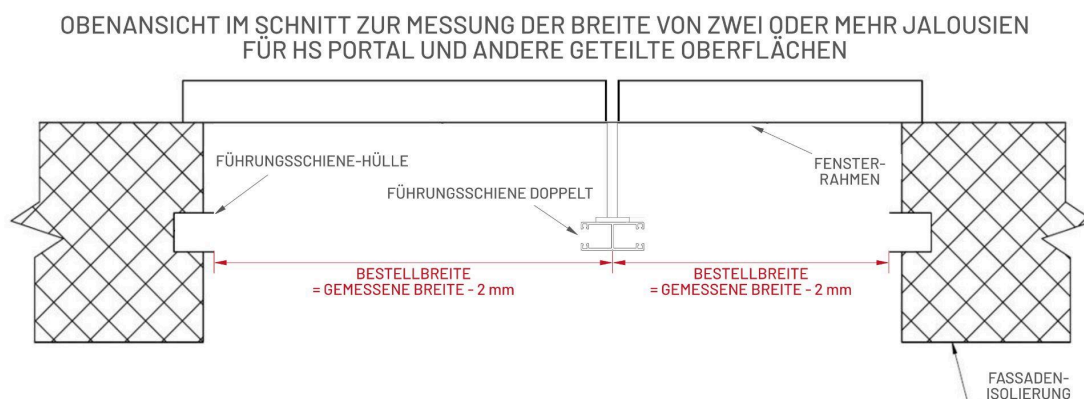 OBENANSICHT IM SCHNITT ZUR MESSUNG DER BREITE VON ZWEI ODER MEHR JALOUSIEN
FÜR HS PORTAL UND ANDERE GETEILTE OBERFLÄCHEN
FÜHRUNGSSCHIENE-HÜLLE
FÜHRUNGSSCHIENE DOPPELT
FENSTER-
RAHMEN
BESTELLBREITE
= GEMESSENE BREITE - 2 mm
BESTELLBREITE
= GEMESSENE BREITE - 2 mm
FASSADEN-
ISOLIERUNG